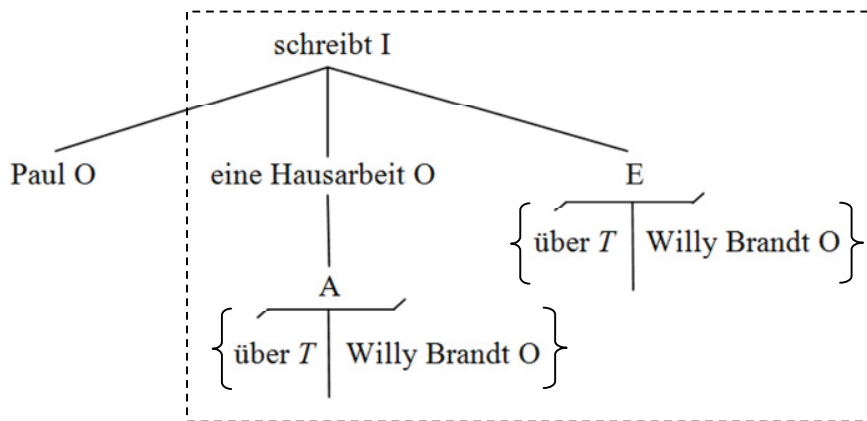 schreibt I
Paul O
eine Hausarbeit O
E
über T
Willy Brandt O
A
über T
Willy Brandt O